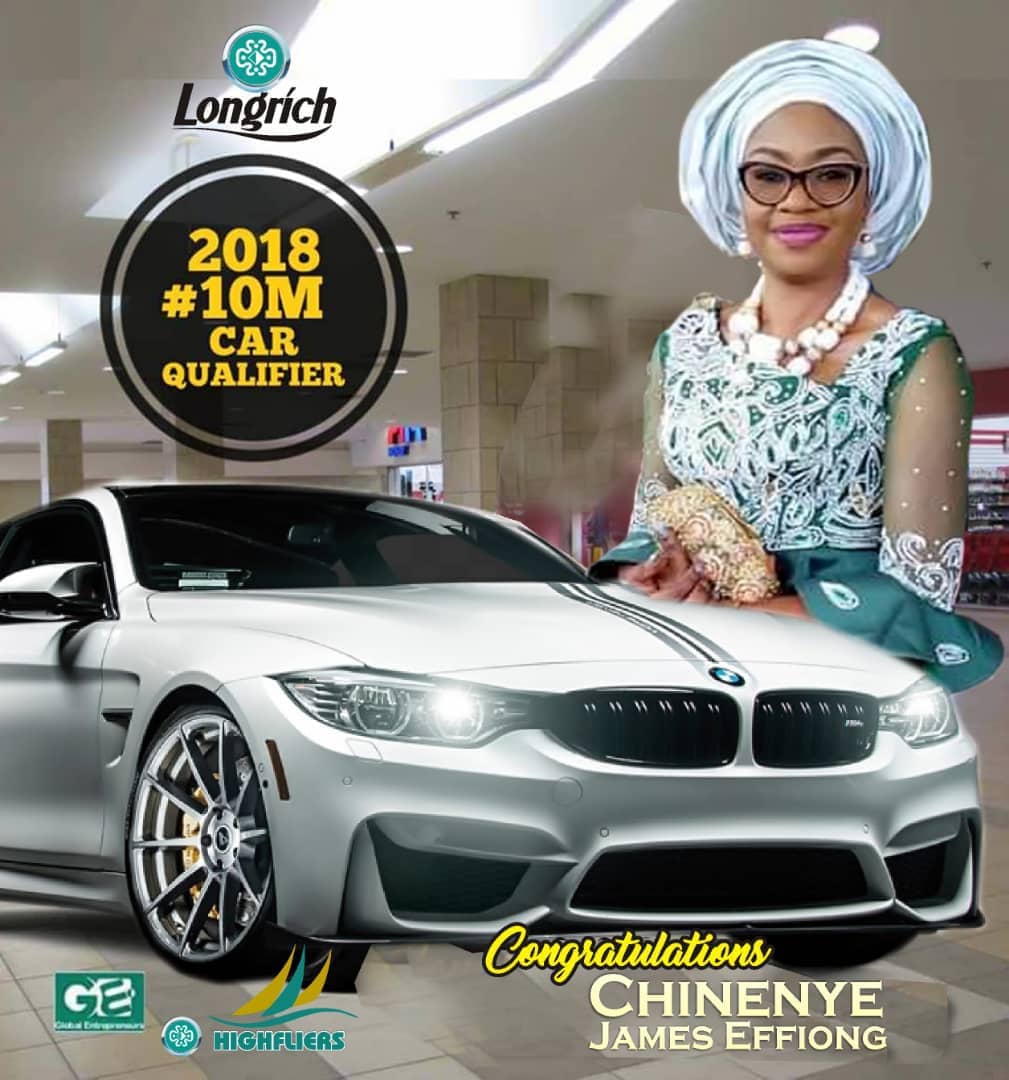 Longrich
2018
#10M
CAR
QUALIFIER
Congratulations
CHINENYE
JAMES EFFIONG
GE
Global Entrepreneurs
HIGHFLIERS